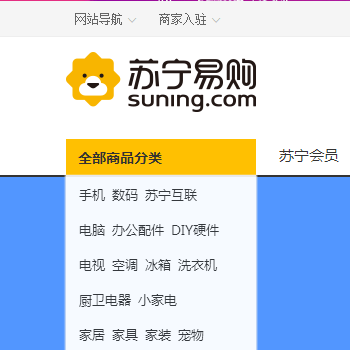 网站导航 商家入驻
苏宁易购
suning.com
全部商品分类 苏宁会员
手机 数码 苏宁互联
电脑 办公配件 DIY硬件
电视 空调 冰箱 洗衣机
厨卫电器 小家电
家居 家具 家装 宠物